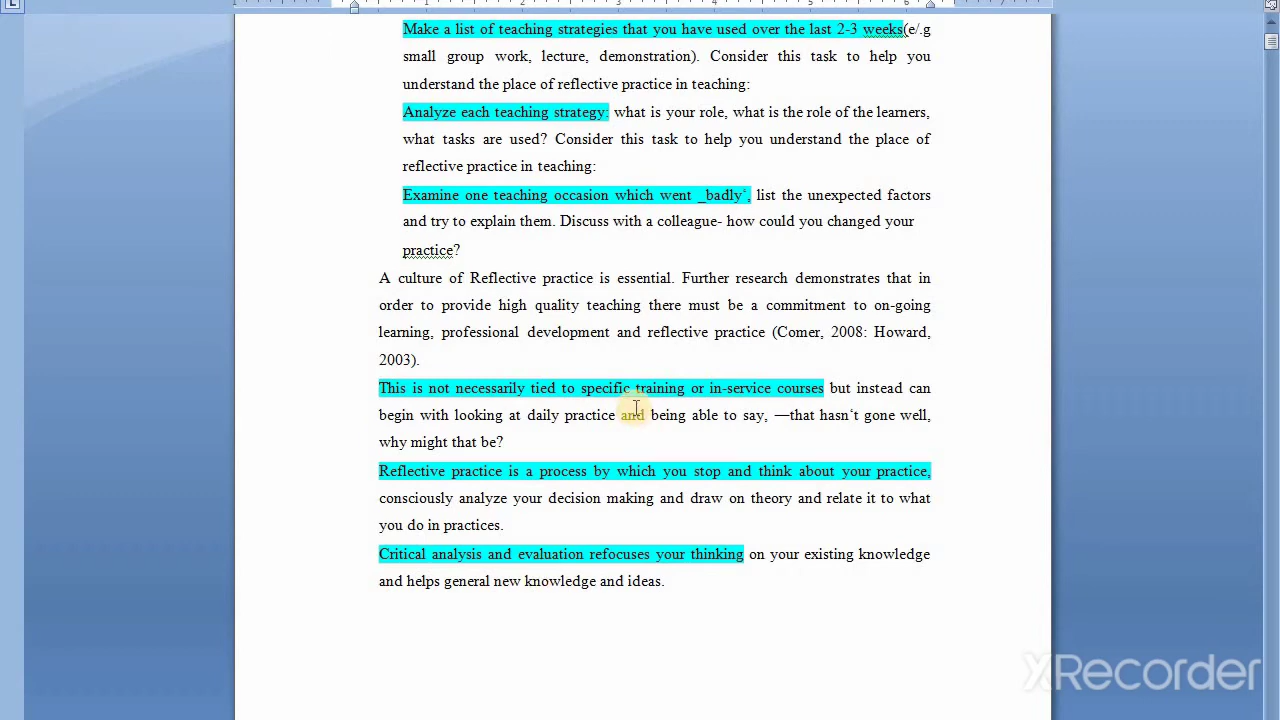 Make a list of teaching strategies that you have used over the last 2-3 weeks(e/.g
small group work, lecture, demonstration). Consider this task to help you
understand the place of reflective practice in teaching:
Analyze each teaching strategy: what is your role, what is the role of the learners,
what tasks are used? Consider this task to help you understand the place of
reflective practice in teaching:
Examine one teaching occasion which went _badly‘, list the unexpected factors
and try to explain them. Discuss with a colleague- how could you changed your
practice?
A culture of Reflective practice is essential. Further research demonstrates that in
order to provide high quality teaching there must be a commitment to on-going
learning, professional development and reflective practice (Comer, 2008: Howard,
2003).
This is not necessarily tied to specific training or in-service courses but instead can
begin with looking at daily practice and being able to say, ―that hasn‘t gone well,
why might that be?
Reflective practice is a process by which you stop and think about your practice,
consciously analyze your decision making and draw on theory and relate it to what
you do in practices.
Critical analysis and evaluation refocuses your thinking on your existing knowledge
and helps general new knowledge and ideas.
XRecorder